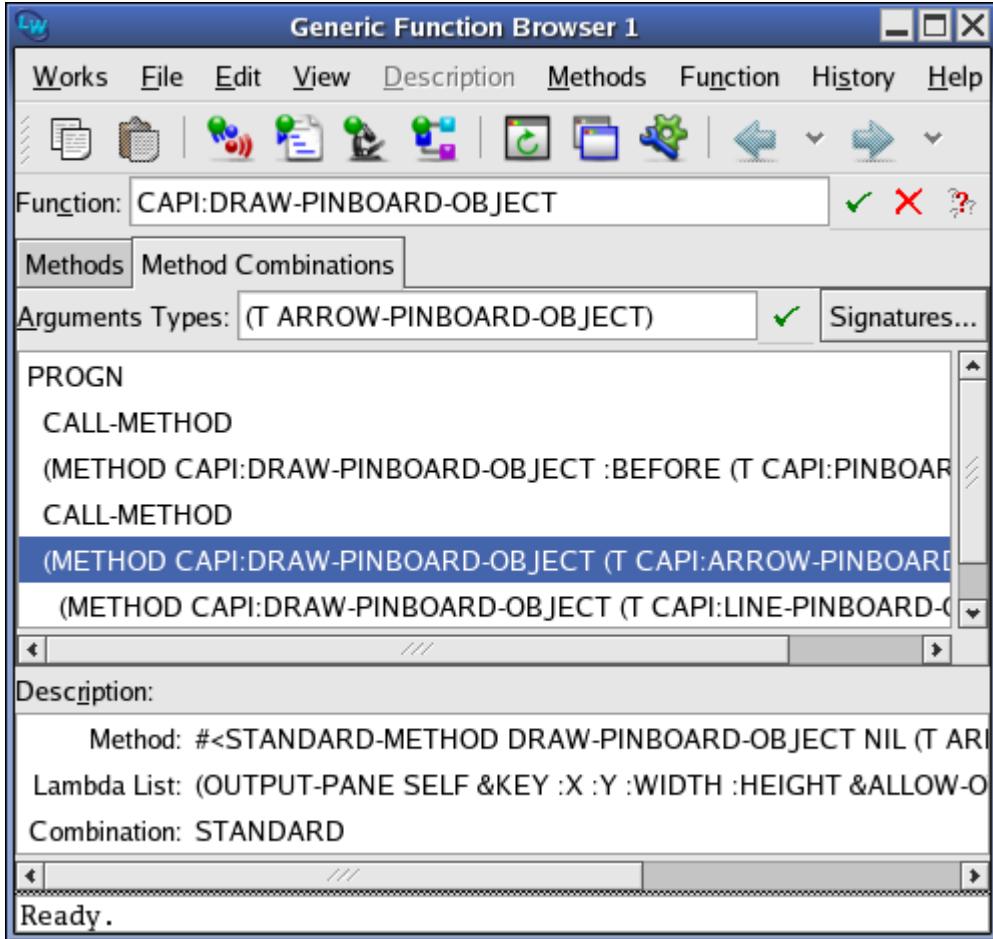 LW Generic Function Browser 1
Works File Edit View Description Methods Function History Help
Function: CAPI:DRAW-PINBOARD-OBJECT
Methods Method Combinations
Arguments Types: (T ARROW-PINBOARD-OBJECT) Signatures...
PROGN
CALL-METHOD
(METHOD CAPI:DRAW-PINBOARD-OBJECT :BEFORE (T CAPI:PINBOAR
CALL-METHOD
(METHOD CAPI:DRAW-PINBOARD-OBJECT (T CAPI:ARROW-PINBOARD
(METHOD CAPI:DRAW-PINBOARD-OBJECT (T CAPI:LINE-PINBOARD-
Description:
Method: #<STANDARD-METHOD DRAW-PINBOARD-OBJECT NIL (T AR
Lambda List: (OUTPUT-PANE SELF &KEY :X :Y :WIDTH :HEIGHT &ALLOW-O
Combination: STANDARD
Ready.